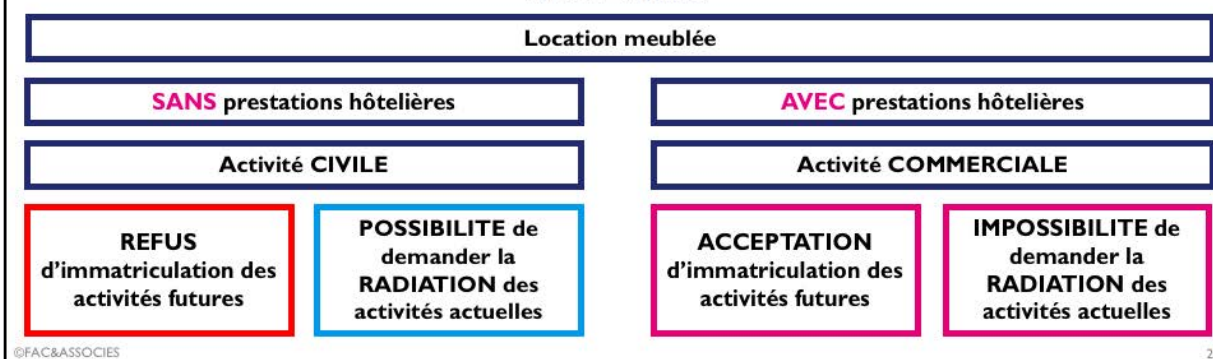 Location meublée
SANS prestations hôtelières
AVEC prestations hôtelières
Activité CIVILE
Activité COMMERCIALE
REFUS
d'immatriculation des
activités futures
POSSIBILITE de
demander la
RADIATION des
activités actuelles
ACCEPTATION
d'immatriculation des
activités futures
IMPOSSIBILITE de
demander la
RADIATION des
activités actuelles
©FAC&ASSOCIES
2